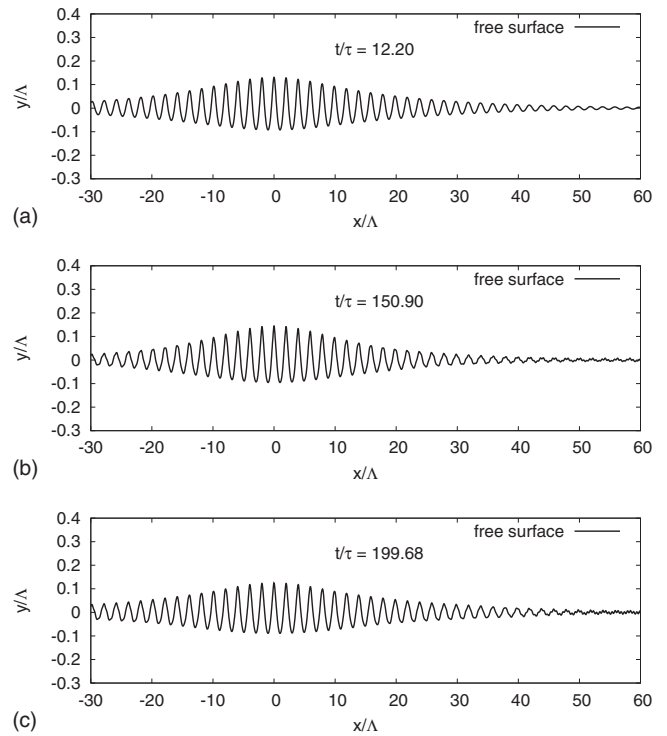 0.4
0.3
0.2
0.1
0
-0.1
-0.2
-0.3
y/Λ
free surface
t/τ = 12.20
-30 -20 -10 0 10 20 30 40 50 60
x/Λ
(a)
0.4
0.3
0.2
0.1
0
-0.1
-0.2
-0.3
y/Λ
free surface
t/τ = 150.90
-30 -20 -10 0 10 20 30 40 50 60
x/Λ
(b)
0.4
0.3
0.2
0.1
0
-0.1
-0.2
-0.3
y/Λ
free surface
t/τ = 199.68
-30 -20 -10 0 10 20 30 40 50 60
x/Λ
(c)